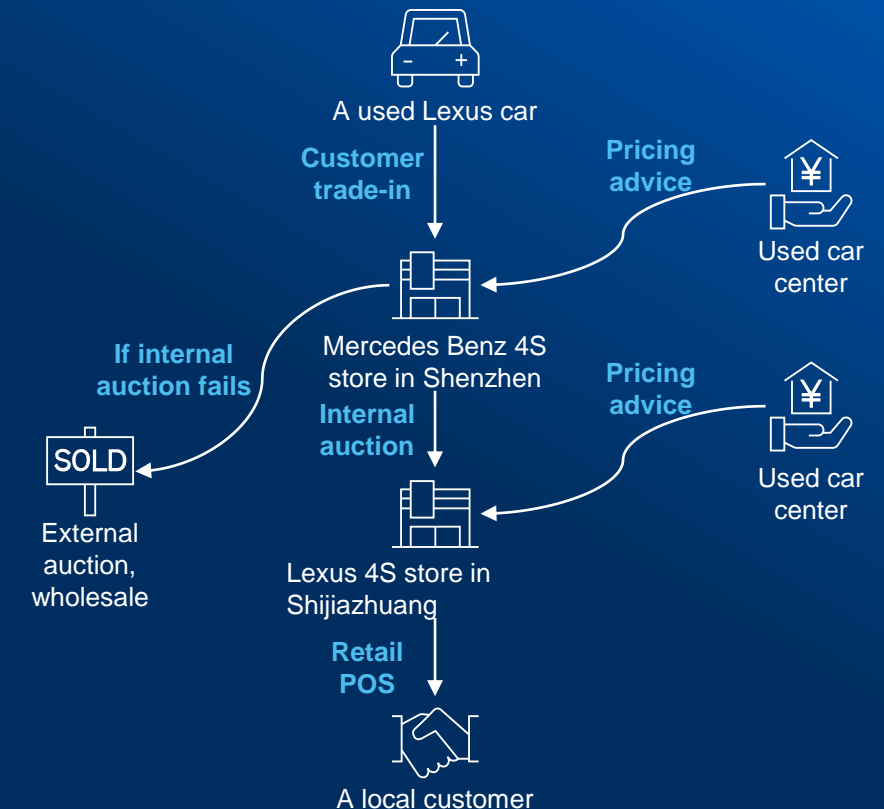 A used Lexus car
Customer
trade-in
Pricing
advice
¥
Used car
center
Mercedes Benz 4S
store in Shenzhen
If internal
auction fails
Internal
auction
Pricing
advice
¥
Used car
center
SOLD
External
auction,
wholesale
Lexus 4S store in
Shijiazhuang
Retail
POS
A local customer